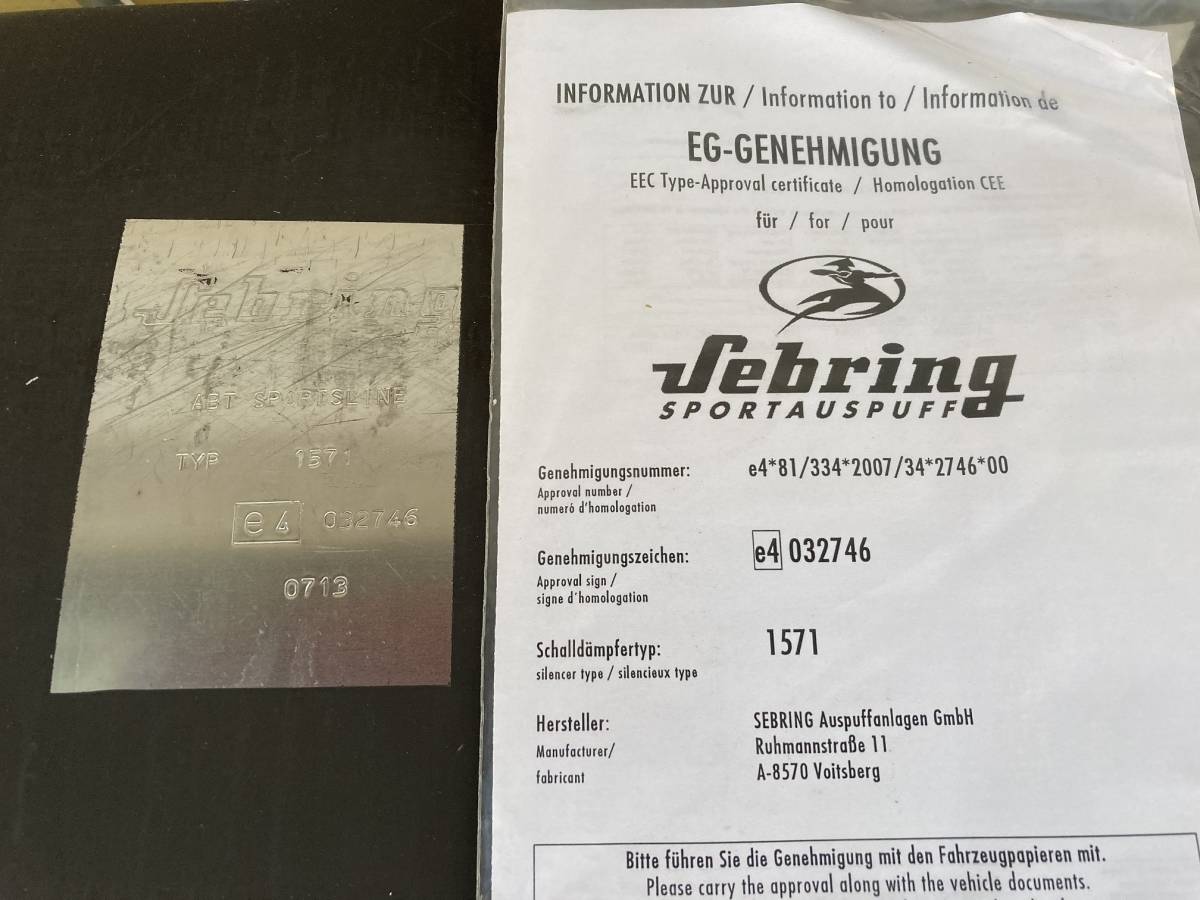 Sebring
ABT SPORTSLINE
TYP 1571
e4 032746
0713
INFORMATION ZUR / Information to / Information de
EG-GENEHMIGUNG
EEC Type-Approval certificate / Homologation CEE
für / for / pour
Sebring
SPORTAUSPUFF
Genehmigungsnummer: e4*81/334*2007/34*2746*00
Approval number /
numeró d'homologation
Genehmigungszeichen: e4 032746
Approval sign /
signe d'homologation
Schalldämpfertyp: 1571
silencer type / silencieux type
Hersteller: SEBRING Auspuffanlagen GmbH
Manufacturer/ Ruhmannstraße 11
fabricant A-8570 Voitsberg
Bitte führen Sie die Genehmigung mit den Fahrzeugpapieren mit.
Please carry the approval along with the vehicle documents.